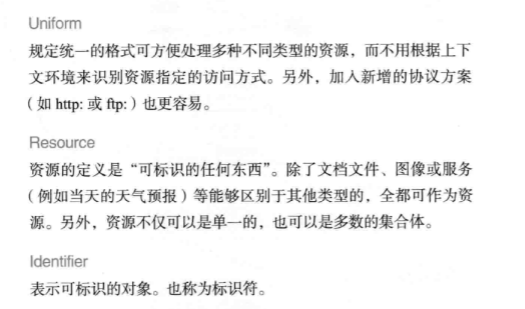 Uniform
规定统一的格式可方便处理多种不同类型的资源，而不用根据上下
文环境来识别资源指定的访问方式。另外，加入新增的协议方案
（如 http: 或 ftp: ）也更容易。
Resource
资源的定义是“可标识的任何东西”。除了文档文件、图像或服务
（例如当天的天气预报）等能够区别于其他类型的，全都可作为资
源。另外，资源不仅可以是单一的，也可以是多数的集合体。
Identifier
表示可标识的对象。也称为标识符。